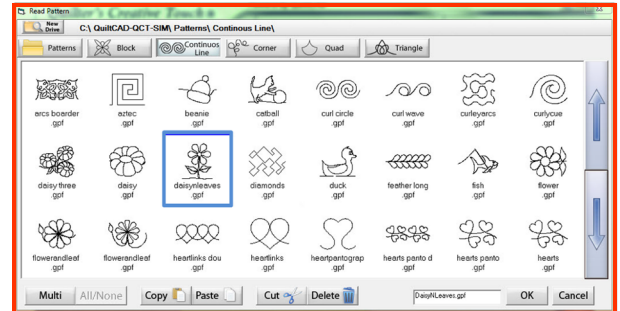 Read Pattern
New
Drive
C:\ QuiltCAD-QCT-SIM\ Patterns\ Continous Line\
Patterns
Block
Continuos
Line
Corner
Quad
Triangle
arcs boarder aztec beanie catball curl circle curl wave curleyarcs curlycue
.gpf .gpf .gpf .gpf .gpf .gpf .gpf .gpf
daisy three daisy daisynleaves diamonds duck feather long fish flower
.gpf .gpf .gpf .gpf .gpf .gpf .gpf .gpf
flowerandleaf flowerandleaf heartlinks dou heartlinks heartpantograp hearts panto d hearts panto hearts
.gpf .gpf .gpf .gpf .gpf .gpf .gpf .gpf
Multi All/None Copy Paste Cut Delete DaisyNLeaves.gpf OK Cancel